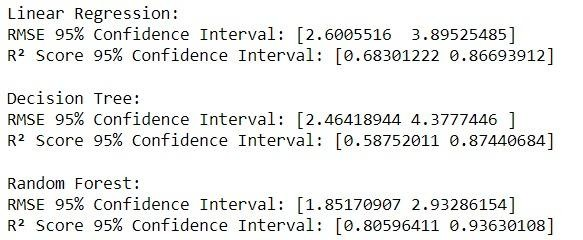 Linear Regression:
RMSE 95% Confidence Interval: [2.6005516  3.89525485]
R² Score 95% Confidence Interval: [0.68301222 0.86693912]

Decision Tree:
RMSE 95% Confidence Interval: [2.46418944 4.3777446 ]
R² Score 95% Confidence Interval: [0.58752011 0.87440684]

Random Forest:
RMSE 95% Confidence Interval: [1.85170907 2.93286154]
R² Score 95% Confidence Interval: [0.80596411 0.93630108]